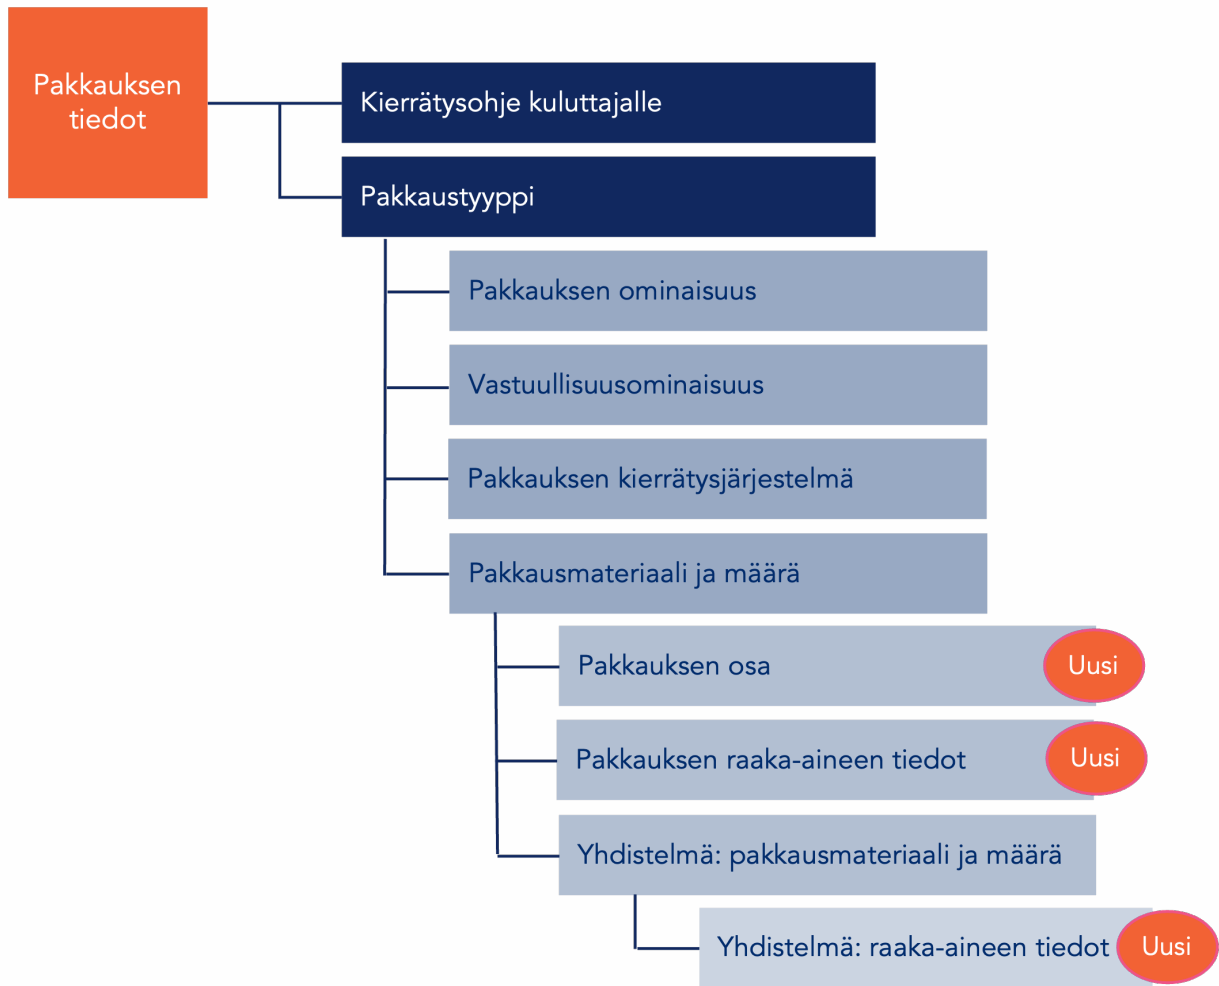 Pakkauksen
tiedot
Kierrätysohje kuluttajalle
Pakkaustyyppi
Pakkauksen ominaisuus
Vastuullisuusominaisuus
Pakkauksen kierrätysjärjestelmä
Pakkausmateriaali ja määrä
Pakkauksen osa
Uusi
Pakkauksen raaka-aineen tiedot
Uusi
Yhdistelmä: pakkausmateriaali ja määrä
Yhdistelmä: raaka-aineen tiedot
Uusi